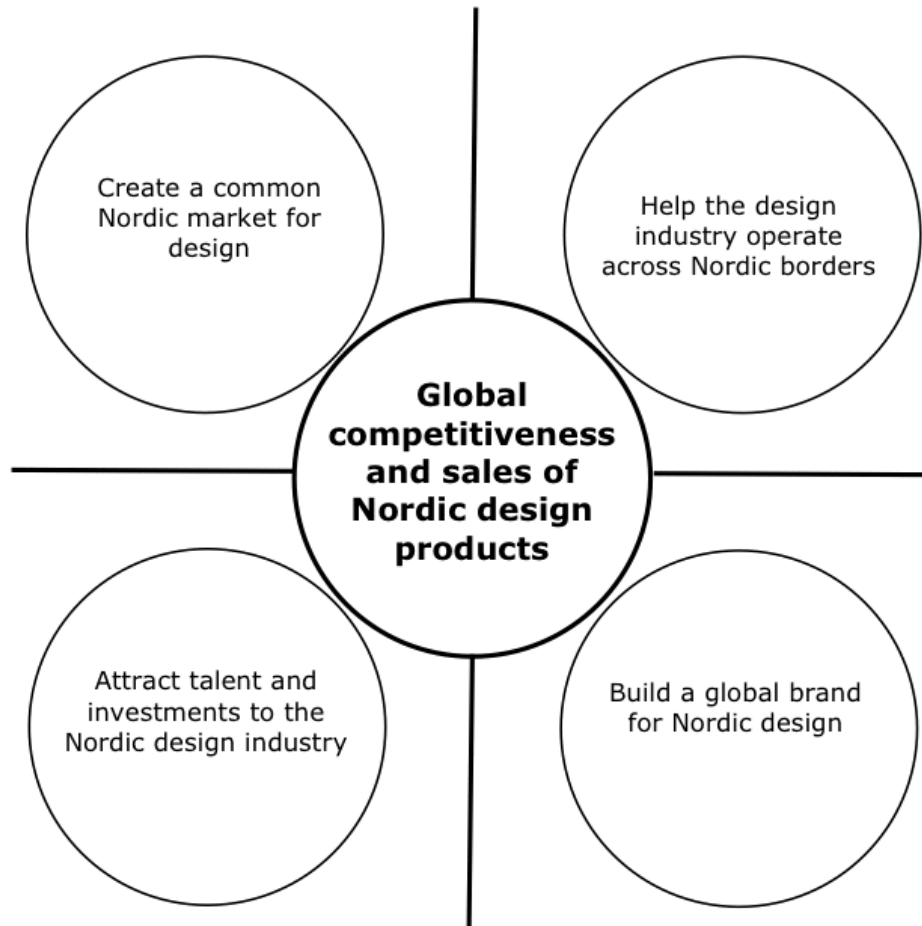 Create a common
Nordic market for
design
Help the design
industry operate
across Nordic borders
Global
competitiveness
and sales of
Nordic design
products
Attract talent and
investments to the
Nordic design industry
Build a global brand
for Nordic design